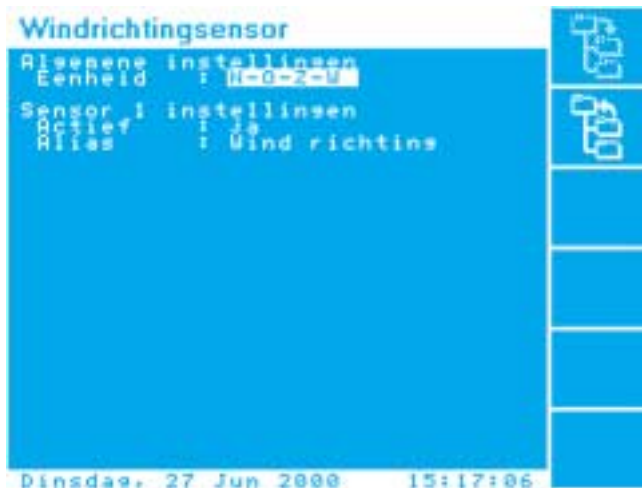 Windrichtingsensor
Algemene instellingen
Eenheid : N-O-Z-W
Sensor 1 instellingen
Actief : Ja
Alias : Wind richting
Dinsdag, 27 Jun 2000 15:17:06